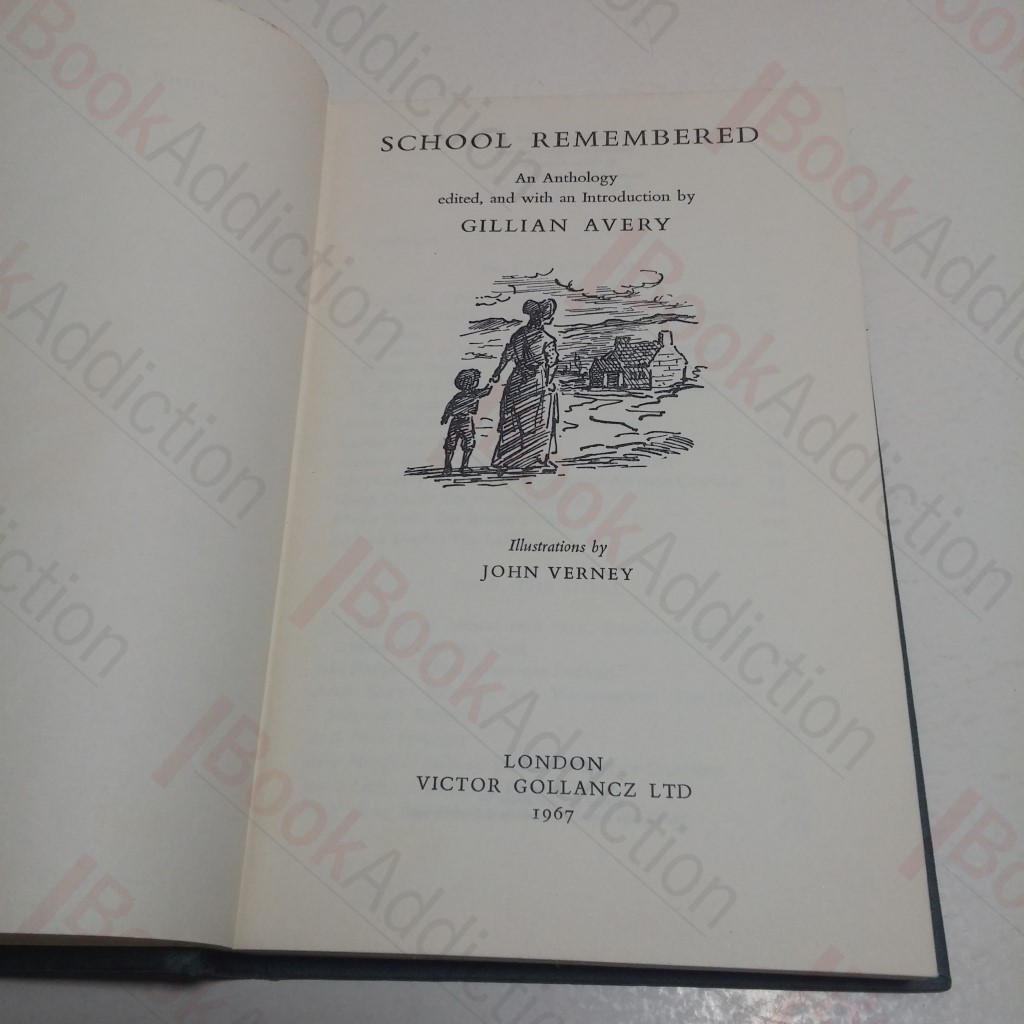 SCHOOL REMEMBERED
An Anthology
edited, and with an Introduction by
GILLIAN AVERY
Illustrations by
JOHN VERNEY
LONDON
VICTOR GOLLANCZ LTD
1967
BookAddiction